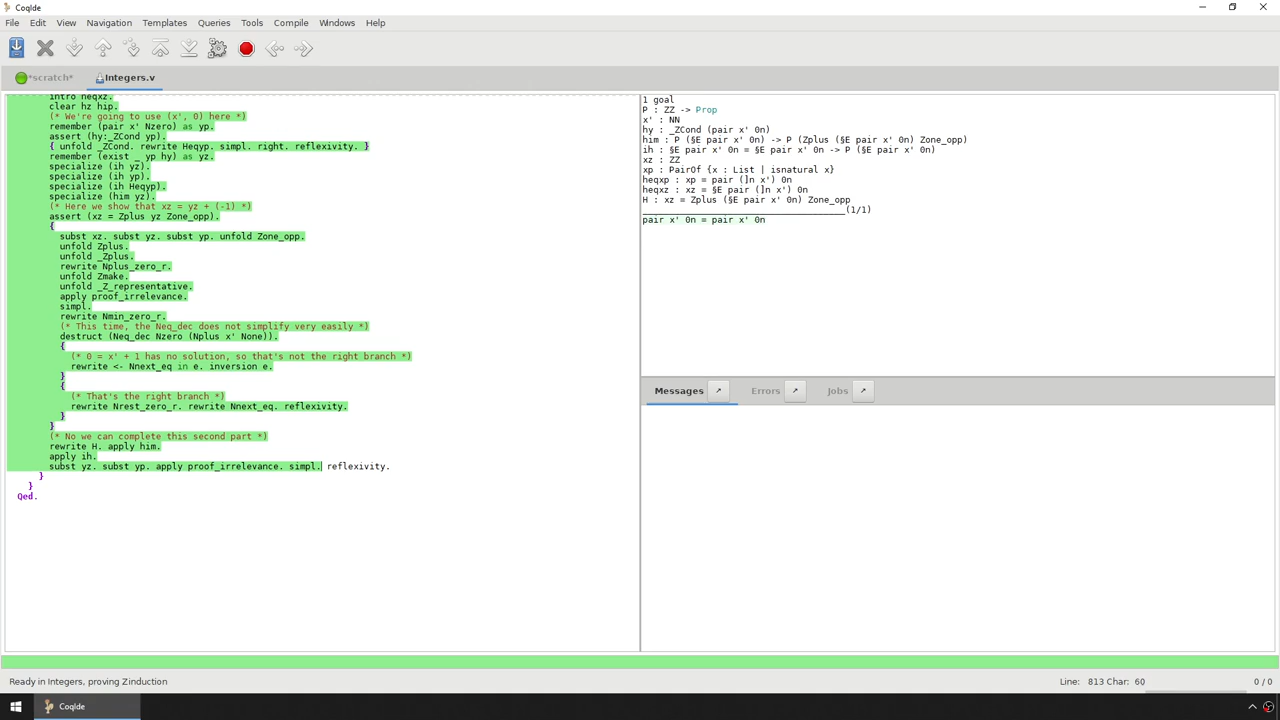 CoqIde
File Edit View Navigation Templates Queries Tools Compile Windows Help
*scratch*
Integers.v
intro heqxz.
clear hz hip.
(* We're going to use (x', 0) here *)
remember (pair x' Nzero) as yp.
assert (hy:_ZCond yp).
{ unfold _ZCond. rewrite Heqyp. simpl. right. reflexivity. }
remember (exist _ yp hy) as yz.
specialize (ih yz).
specialize (ih yp).
specialize (ih Heqyp).
specialize (him yz).
(* Here we show that xz = yz + (-1) *)
assert (xz = Zplus yz Zone_opp).
{
subst xz. subst yz. subst yp. unfold Zone_opp.
unfold Zplus.
unfold _Zplus.
rewrite Nplus_zero_r.
unfold Zmake.
unfold _Z_representative.
apply proof_irrelevance.
simpl.
rewrite Nmin_zero_r.
(* This time, the Neq_dec does not simplify very easily *)
destruct (Neq_dec Nzero (Nplus x' None)).
{
(* 0 = x' + 1 has no solution, so that's not the right branch *)
rewrite <- Nnext_eq in e. inversion e.
}
{
(* That's the right branch *)
rewrite Nrest_zero_r. rewrite Nnext_eq. reflexivity.
}
}
(* No we can complete this second part *)
rewrite H. apply him.
apply ih.
subst yz. subst yp. apply proof_irrelevance. simpl. reflexivity.
}
}
Qed.
1 goal
P : ZZ -> Prop
x' : NN
hy : _ZCond (pair x' 0n)
him : P (§E pair x' 0n) -> P (Zplus (§E pair x' 0n) Zone_opp)
ih : §E pair x' 0n = §E pair x' 0n -> P (§E pair x' 0n)
xz : ZZ
xp : PairOf {x : List | isnatural x}
heqxp : xp = pair (]n x') 0n
heqxz : xz = §E pair (]n x') 0n
H : xz = Zplus (§E pair x' 0n) Zone_opp
______________________________________(1/1)
pair x' 0n = pair x' 0n
Messages
Errors
Jobs
Ready in Integers, proving Zinduction
Line: 813 Char: 60
0 / 0
CoqIde